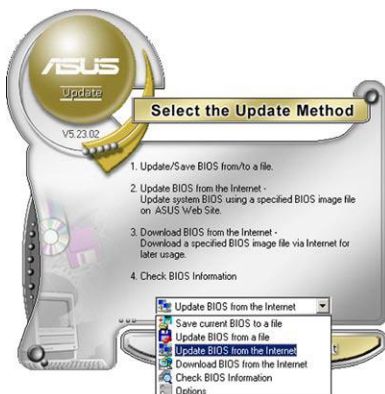 ASUS
Update
V5.23.02
Select the Update Method
1. Update/Save BIOS from/to a file.
2. Update BIOS from the Internet -
Update system BIOS using a specified BIOS image file
on ASUS Web Site.
3. Download BIOS from the Internet -
Download a specified BIOS image file via Internet for
later usage.
4. Check BIOS Information
Update BIOS from the Internet
Save current BIOS to a file
Update BIOS from a file
Update BIOS from the Internet
Download BIOS from the Internet
Check BIOS Information
Options